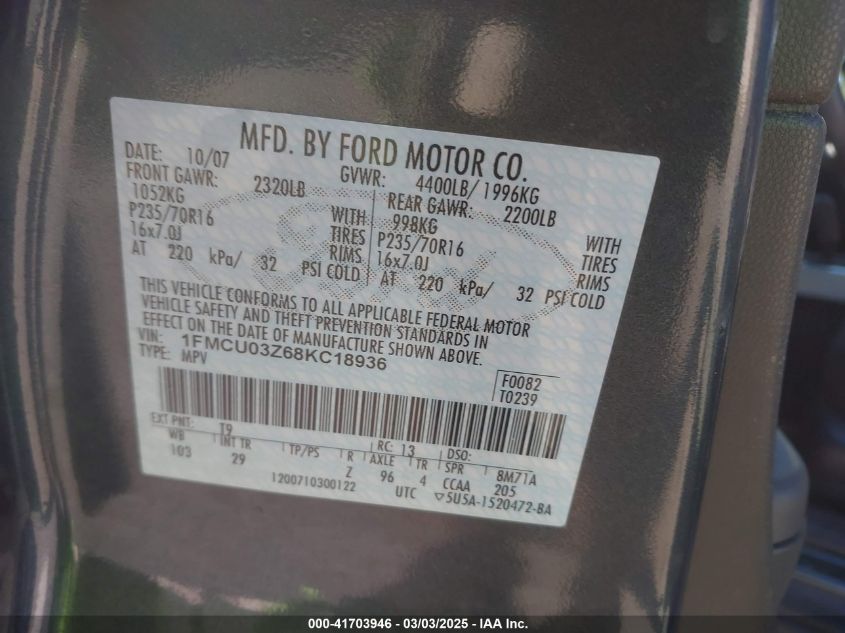 MFD. BY FORD MOTOR CO.
DATE: 10/07 GVWR: 4400LB/1996KG
FRONT GAWR: 2320LB REAR GAWR: 2200LB
1052KG WITH 998KG WITH
P235/70R16 TIRES P235/70R16 TIRES
16x7.0J RIMS 16x7.0J RIMS
AT 220 kPa/ 32 PSI COLD AT 220 kPa/ 32 PSI COLD
THIS VEHICLE CONFORMS TO ALL APPLICABLE FEDERAL MOTOR
VEHICLE SAFETY AND THEFT PREVENTION STANDARDS IN
EFFECT ON THE DATE OF MANUFACTURE SHOWN ABOVE.
VIN: 1FMCU03Z68KC18936
TYPE: MPV
F0082
T0239
EXT PNT: T9 RC: 13 DSO:
WB INT TR TP/PS R AXLE TR SPR 8M71A
103 29 Z 96 4 CCAA 205
1200710300122 UTC ▽5U5A-1520472-BA
000-41703946 - 03/03/2025 - IAA Inc.